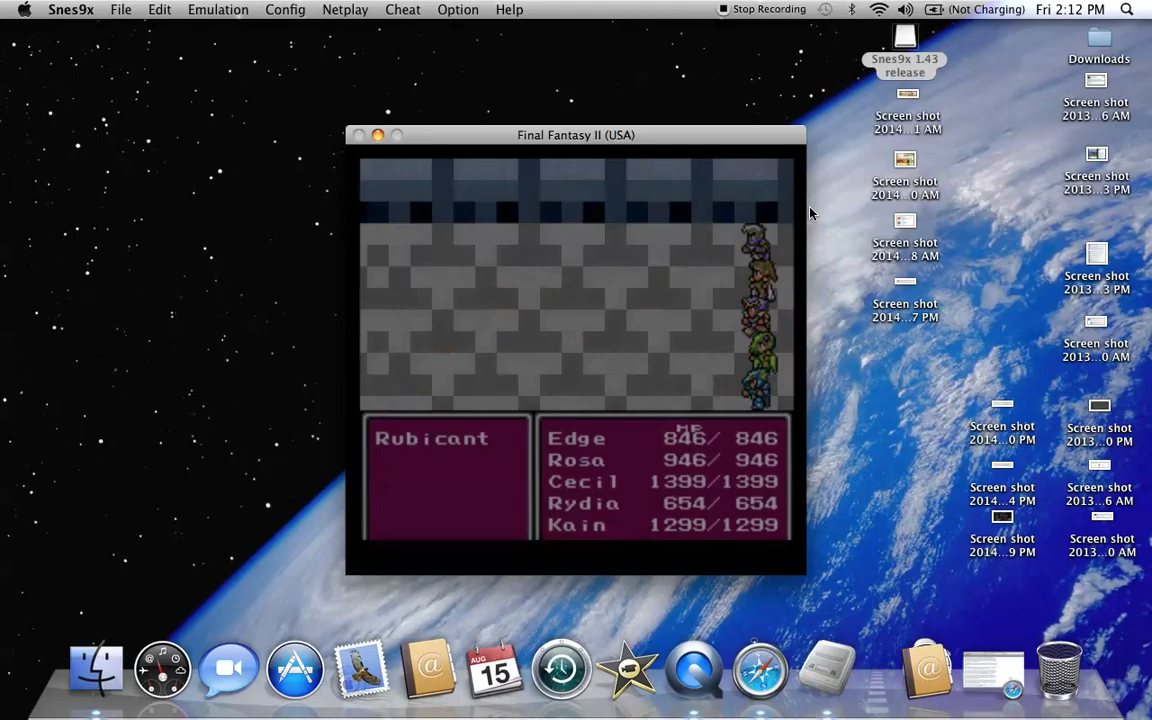 Snes9x File Edit Emulation Config Netplay Cheat Option Help Stop Recording (Not Charging) Fri 2:12 PM
Snes9x 1.43
release
Downloads
Screen shot
2014...1 AM
Screen shot
2013...6 AM
Screen shot
2014...0 AM
Screen shot
2013...3 PM
Screen shot
2014...8 AM
Screen shot
2013...3 PM
Screen shot
2014...7 PM
Screen shot
2013...0 AM
Screen shot
2014...0 PM
Screen shot
2013...0 PM
Screen shot
2014...4 PM
Screen shot
2013...6 AM
Screen shot
2014...9 PM
Screen shot
2013...0 AM
Final Fantasy II (USA)
Rubicant
Edge 846/ 846
Rosa 946/ 946
Cecil 1399/1399
Rydia 654/ 654
Kain 1299/1299
AUG
15